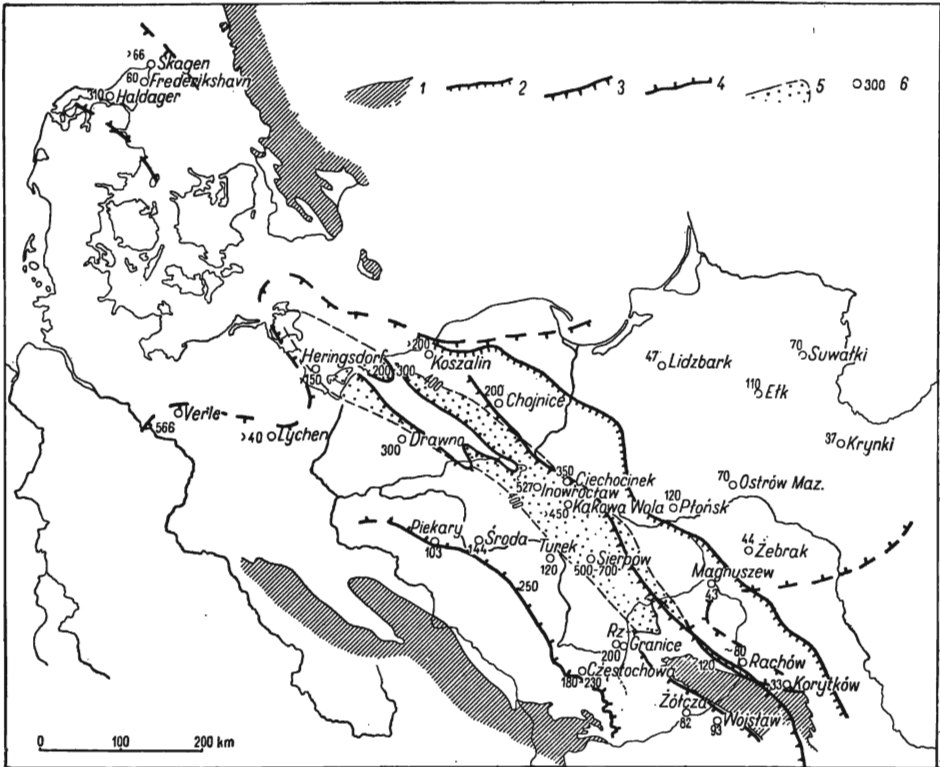 >66
Skagen
60 Frederikshavn
310 Haldager
1 2 3 4 5 300 6
>200
Koszalin
Heringsdorf
>150
200-300
400
200
Chojnice
47 Lidzbark
70 Suwałki
110 Ełk
37 Krynki
Verle
566
>40 Lychen
Drawno
300
350
Ciechocinek
527 Inowrocław
>450 Kąkowa Wola
120
Płońsk
70
Ostrów Maz.
400
Piekary
103
144 Środa
Turek
120
Sierpów
500-700
44
Żebrak
Magnuszew
43
250
Rz
Granice
200
Częstochowa
180 230
~80
120
Rachów
33 Korytków
Żółcza
82
Wójsław
93
0 100 200 km